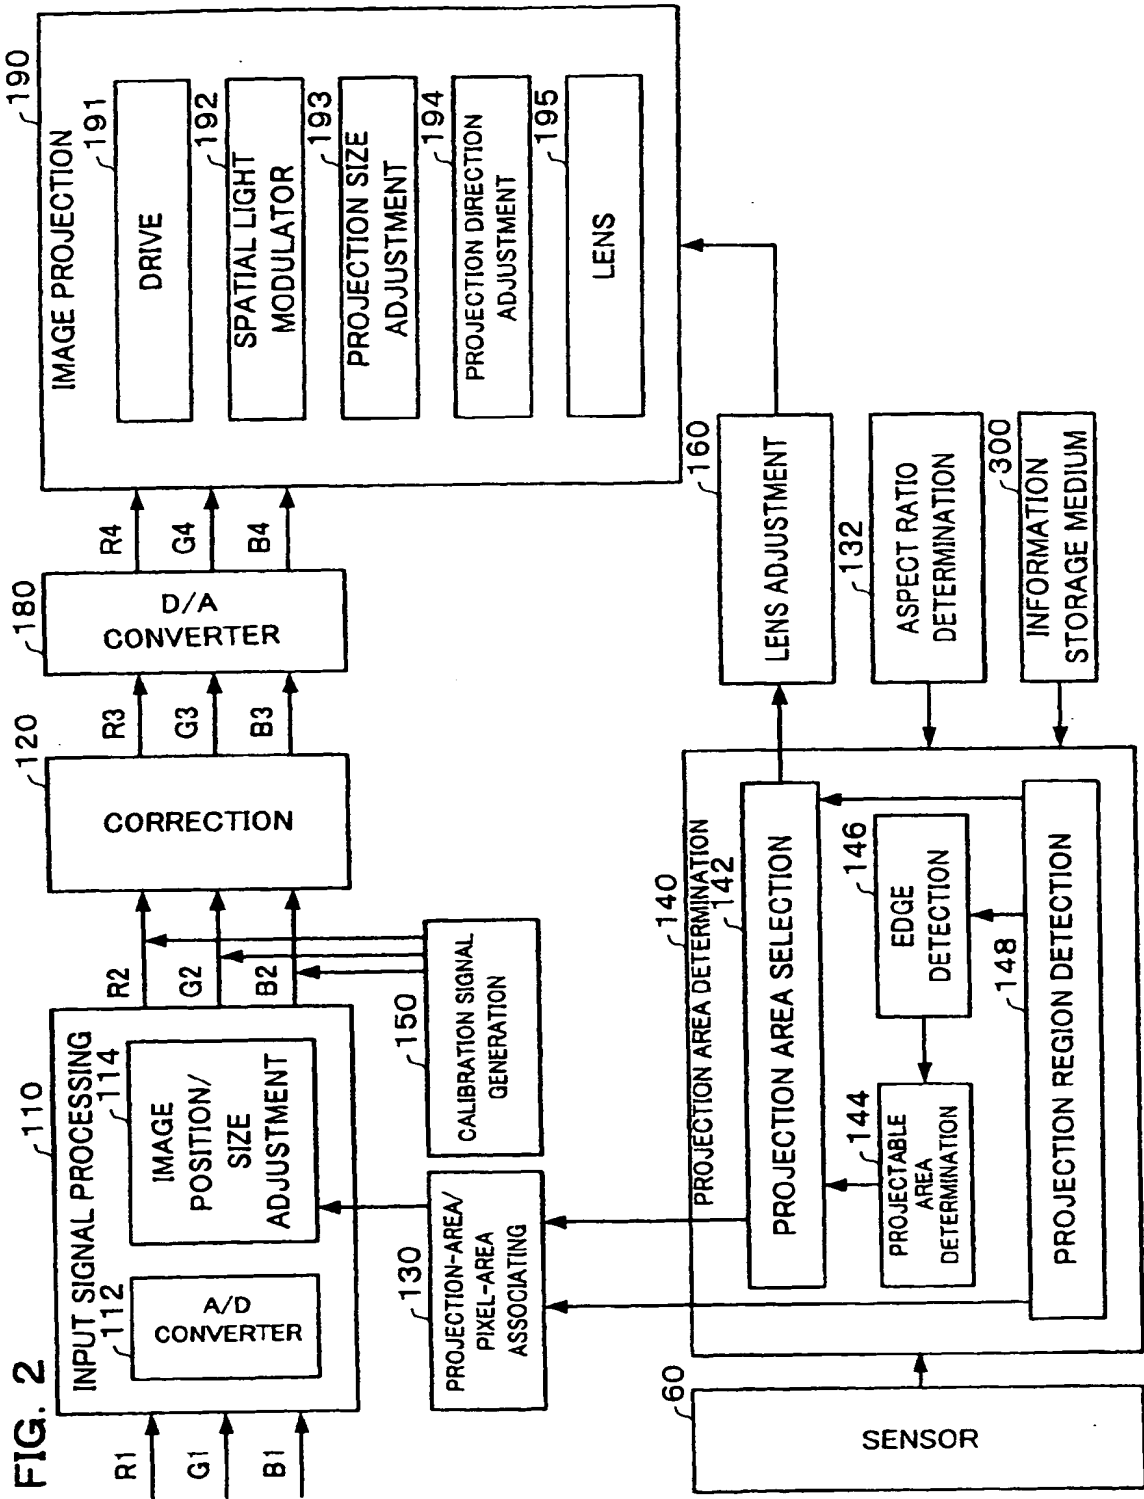 FIG. 2
110
INPUT SIGNAL PROCESSING
112
A/D
CONVERTER
114
IMAGE
POSITION/
SIZE
ADJUSTMENT
R1
G1
B1
R2
G2
B2
120
CORRECTION
R3
G3
B3
180
D/A
CONVERTER
R4
G4
B4
190
IMAGE PROJECTION
191
DRIVE
192
SPATIAL LIGHT
MODULATOR
193
PROJECTION SIZE
ADJUSTMENT
194
PROJECTION DIRECTION
ADJUSTMENT
195
LENS
130
PROJECTION-AREA/
PIXEL-AREA
ASSOCIATING
150
CALIBRATION SIGNAL
GENERATION
160
LENS ADJUSTMENT
132
ASPECT RATIO
DETERMINATION
300
INFORMATION
STORAGE MEDIUM
140
PROJECTION AREA DETERMINATION
142
PROJECTION AREA SELECTION
144
PROJECTABLE
AREA
DETERMINATION
146
EDGE
DETECTION
148
PROJECTION REGION DETECTION
60
SENSOR